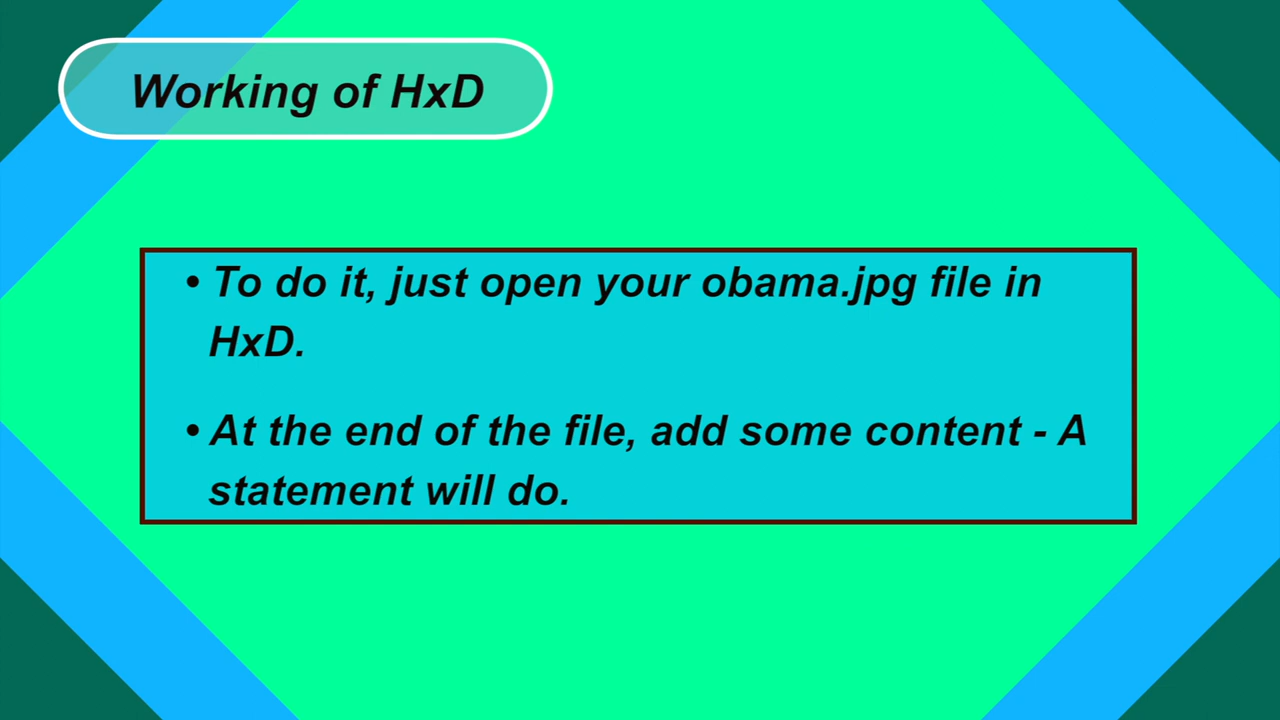 Working of HxD
• To do it, just open your obama.jpg file in
HxD.
• At the end of the file, add some content - A
statement will do.